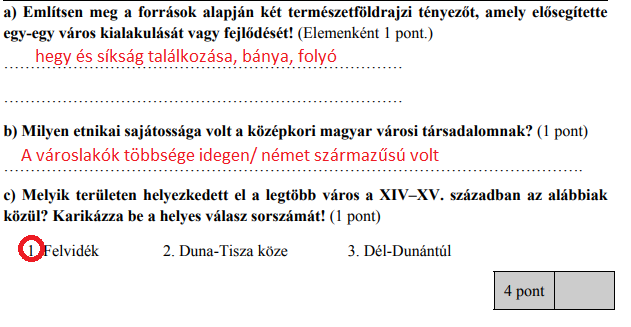 a) Említsen meg a források alapján két természetföldrajzi tényezőt, amely elősegítette
egy-egy város kialakulását vagy fejlődését! (Elemenként 1 pont.)
hegy és síkság találkozása, bánya, folyó
b) Milyen etnikai sajátossága volt a középkori magyar városi társadalomnak? (1 pont)
A városlakók többsége idegen/ német származűsú volt
c) Melyik területen helyezkedett el a legtöbb város a XIV–XV. században az alábbiak
közül? Karikázza be a helyes válasz sorszámát! (1 pont)
1. Felvidék 2. Duna-Tisza köze 3. Dél-Dunántúl
4 pont